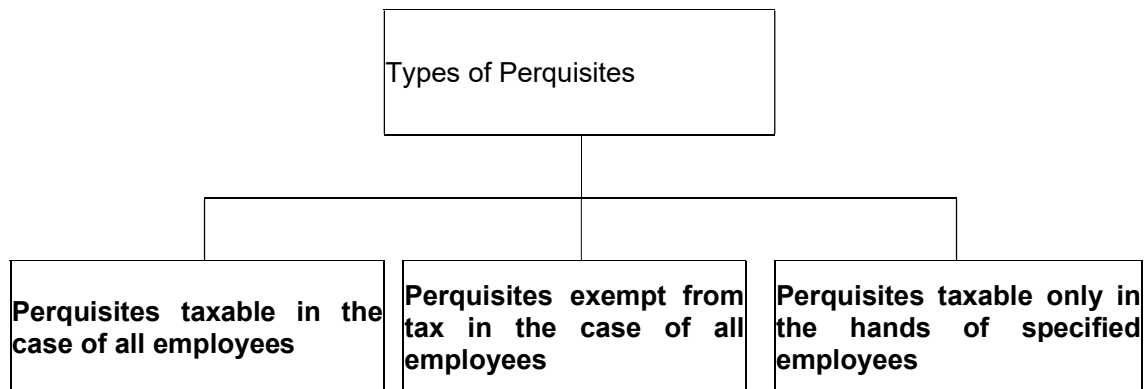 Types of Perquisites
Perquisites taxable in the
case of all employees
Perquisites exempt from
tax in the case of all
employees
Perquisites taxable only in
the hands of specified
employees